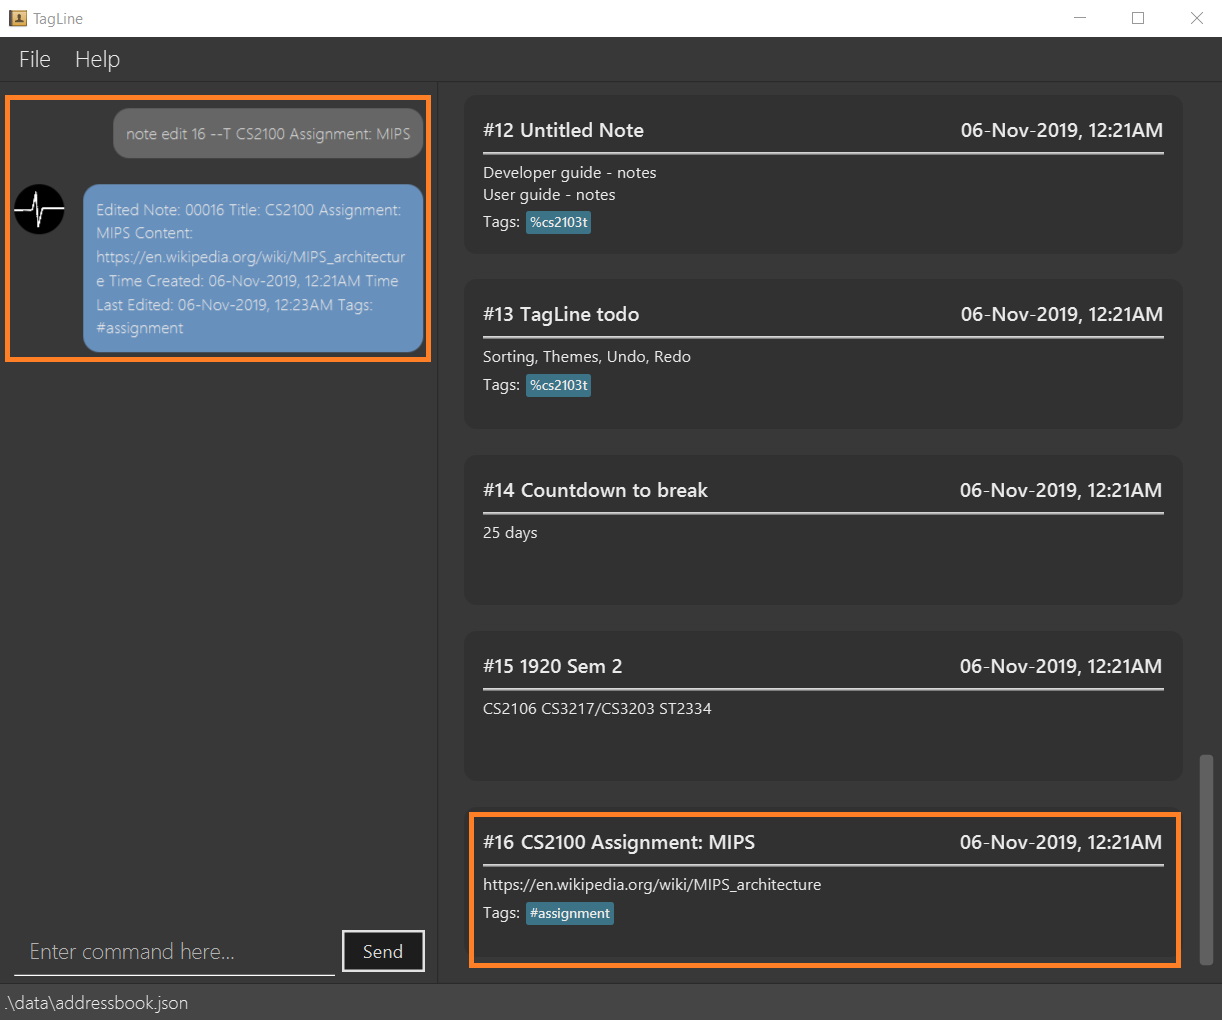 TagLine
File Help
note edit 16 --T CS2100 Assignment: MIPS
Edited Note: 00016 Title: CS2100 Assignment:
MIPS Content:
https://en.wikipedia.org/wiki/MIPS_architectur
e Time Created: 06-Nov-2019, 12:21AM Time
Last Edited: 06-Nov-2019, 12:23AM Tags:
#assignment
Enter command here...
Send
#12 Untitled Note 06-Nov-2019, 12:21AM
Developer guide - notes
User guide - notes
Tags: %cs2103t
#13 TagLine todo 06-Nov-2019, 12:21AM
Sorting, Themes, Undo, Redo
Tags: %cs2103t
#14 Countdown to break 06-Nov-2019, 12:21AM
25 days
#15 1920 Sem 2 06-Nov-2019, 12:21AM
CS2106 CS3217/CS3203 ST2334
#16 CS2100 Assignment: MIPS 06-Nov-2019, 12:21AM
https://en.wikipedia.org/wiki/MIPS_architecture
Tags: #assignment
.\data\addressbook.json